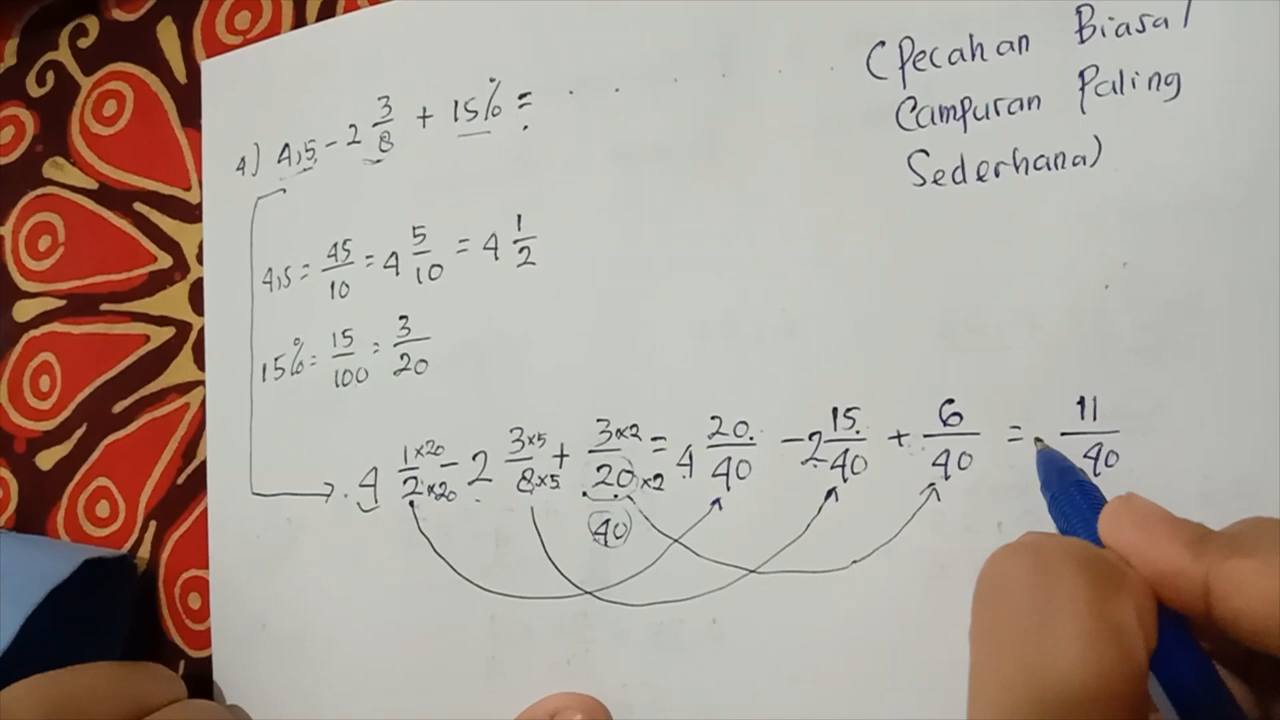 (Pecahan Biasa/
Campuran Paling
Sederhana)
4) 4,5 - 2 3/8 + 15% = . . . . . . .
4,5 = 45/10 = 4 5/10 = 4 1/2
15% = 15/100 = 3/20
4 1×20/2×20 - 2 3×5/8×5 + 3×2/20×2 = 4 20/40 - 2 15/40 + 6/40 = 11/40
40